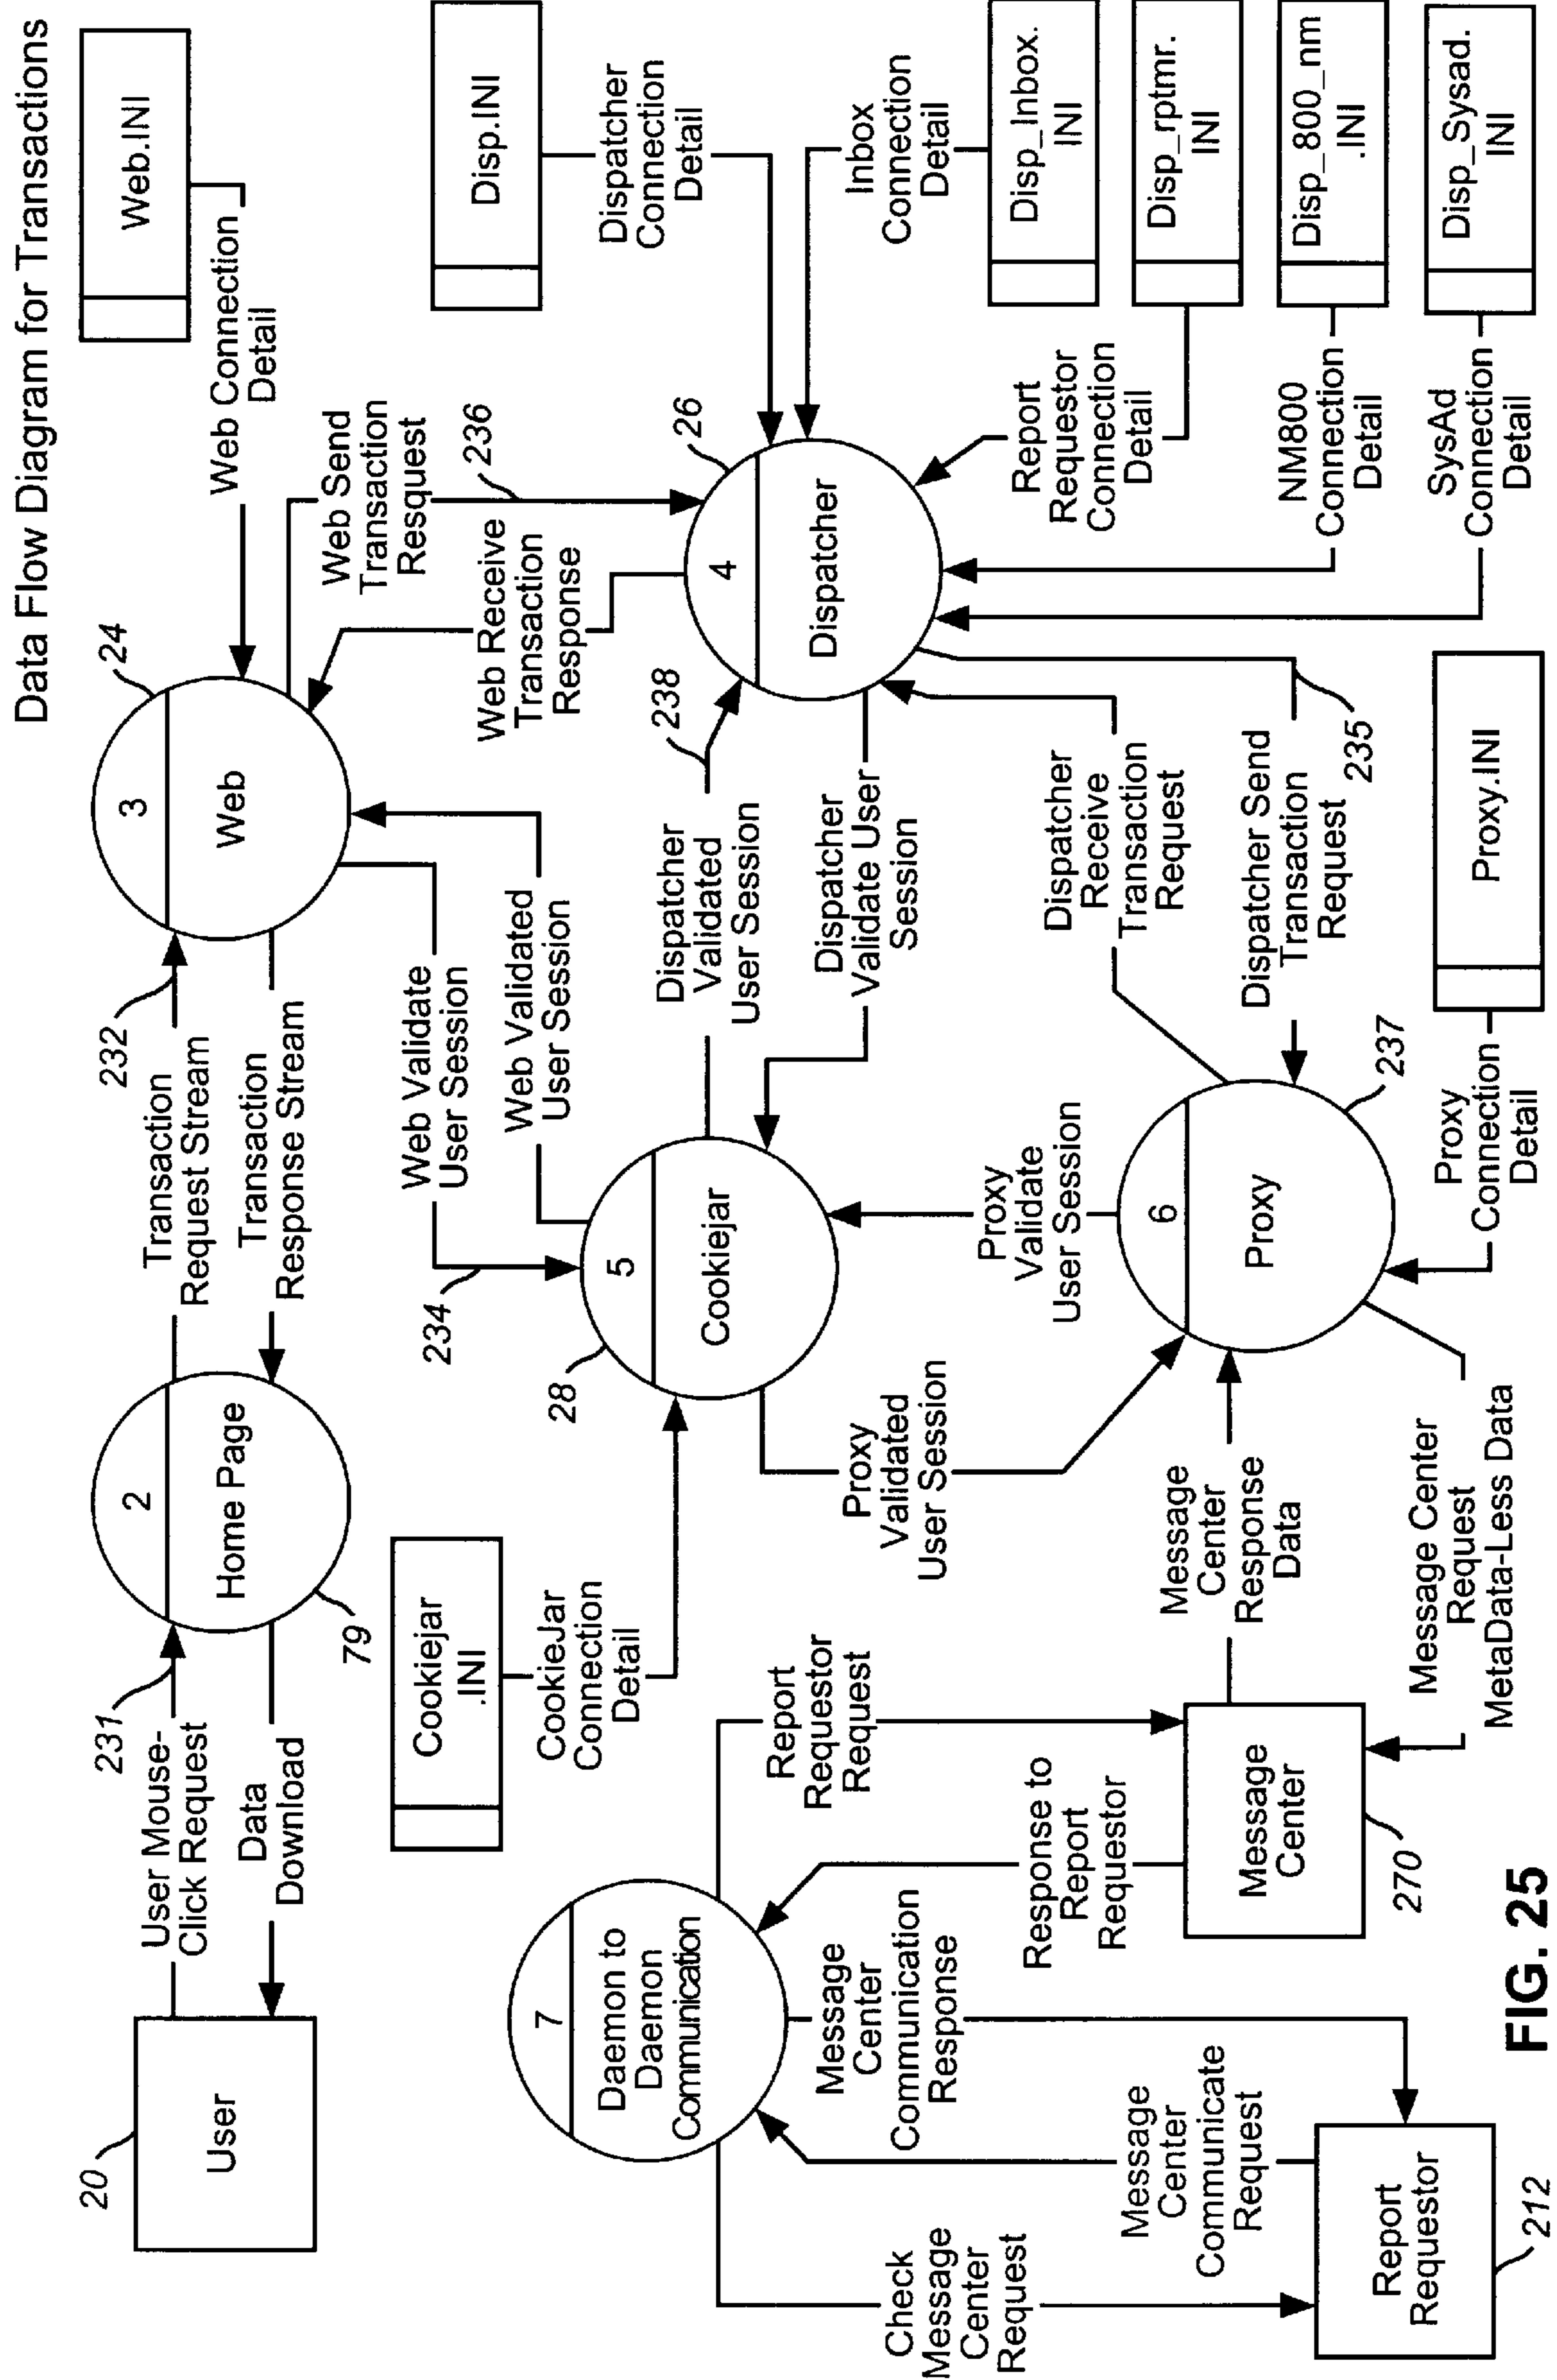 Data Flow Diagram for Transactions
20
User
231
User Mouse-
Click Request
Data
Download
2
Home Page
79
232
Transaction
Request Stream
Transaction
Response Stream
24
3
Web
Web Connection
Detail
Web.INI
Web Validate
User Session
234
Web Validated
User Session
Web Send
Transaction
Resquest
236
Web Receive
Transaction
Response
Disp.INI
Dispatcher
Connection
Detail
Cookiejar
.INI
CookieJar
Connection
Detail
28
5
Cookiejar
Dispatcher
Validated
User Session
238
Dispatcher
Validate User
Session
26
4
Dispatcher
Inbox
Connection
Detail
Disp_Inbox.
INI
Report
Requestor
Connection
Detail
Disp_rptmr.
INI
NM800
Connection
Detail
Disp_800_nm
.INI
SysAd
Connection
Detail
Disp_Sysad.
INI
7
Daemon to
Daemon
Communication
Report
Requestor
Request
Response to
Report
Requestor
Message
Center
Communication
Response
Message
Center
Communicate
Request
Check
Message
Center
Request
Proxy
Validated
User Session
Proxy
Validate
User Session
Dispatcher
Receive
Transaction
Request
Dispatcher Send
Transaction
Request
235
6
Proxy
237
Proxy
Connection
Detail
Proxy.INI
Message
Center
Response
Data
Message Center
Request
MetaData-Less Data
Message
Center
270
Report
Requestor
212
FIG. 25